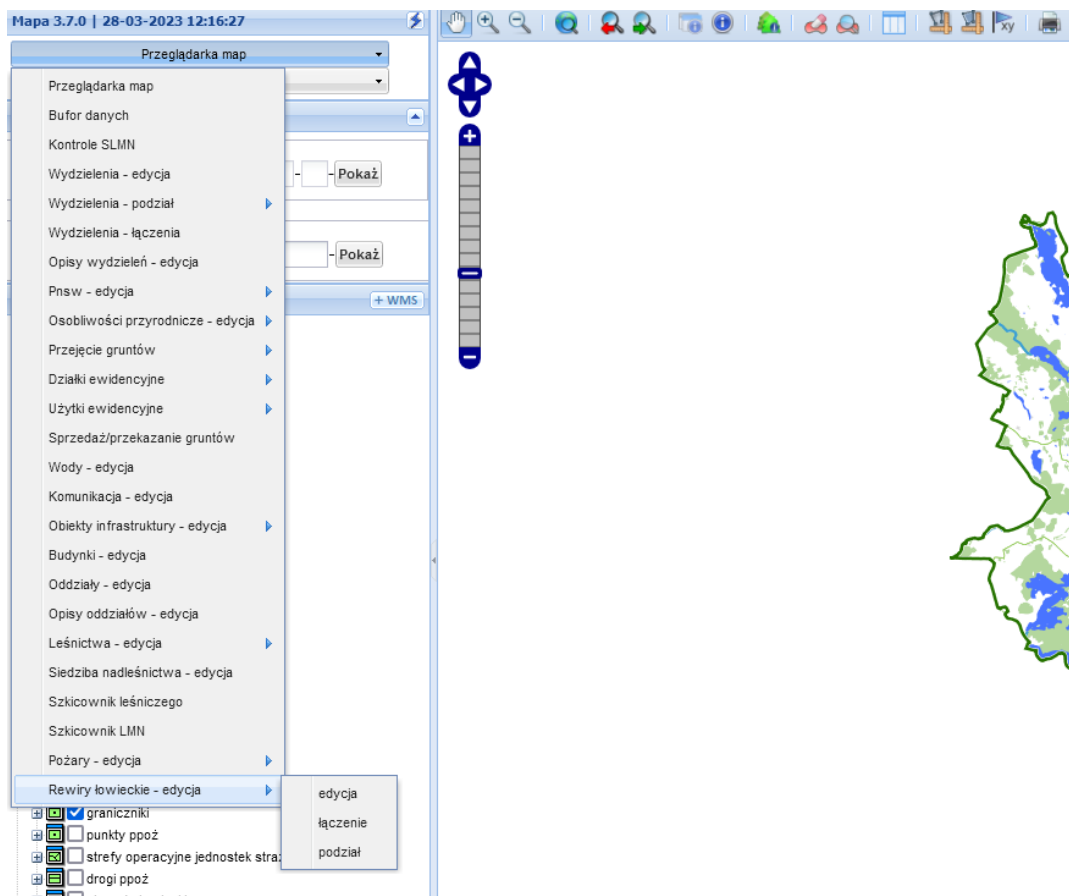 Mapa 3.7.0 | 28-03-2023 12:16:27
Przeglądarka map
Przeglądarka map
Bufor danych
Kontrole SLMN
Wydzielenia - edycja
- - Pokaż
Wydzielenia - podział
Wydzielenia - łączenia
Opisy wydzieleń - edycja
- Pokaż
Pnsw - edycja
+ WMS
Osobliwości przyrodnicze - edycja
Przejęcie gruntów
Działki ewidencyjne
Użytki ewidencyjne
Sprzedaż/przekazanie gruntów
Wody - edycja
Komunikacja - edycja
Obiekty infrastruktury - edycja
Budynki - edycja
Oddziały - edycja
Opisy oddziałów - edycja
Leśnictwa - edycja
Siedziba nadleśnictwa - edycja
Szkicownik leśniczego
Szkicownik LMN
Pożary - edycja
Rewiry łowieckie - edycja
edycja
łączenie
podział
graniczniki
punkty ppoż
strefy operacyjne jednostek
drogi ppoż
xy